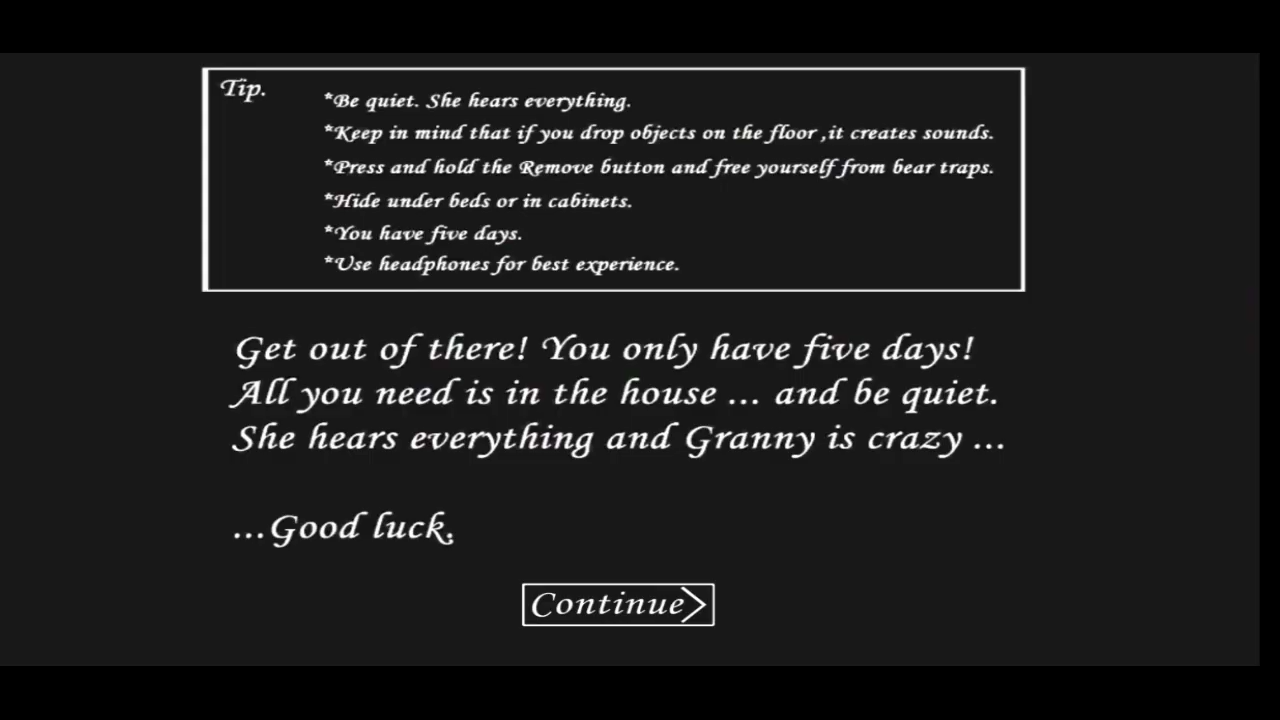 Tip.
*Be quiet. She hears everything.
*Keep in mind that if you drop objects on the floor ,it creates sounds.
*Press and hold the Remove button and free yourself from bear traps.
*Hide under beds or in cabinets.
*You have five days.
*Use headphones for best experience.
Get out of there! You only have five days!
All you need is in the house ... and be quiet.
She hears everything and Granny is crazy ...
...Good luck.
Continue>